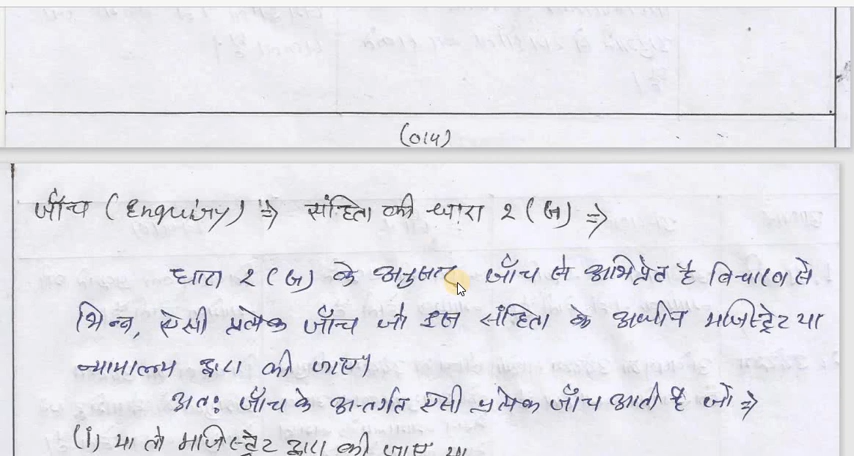 (014)
जाँच (Enquiry) ⇒ संहिता की धारा 2 (ज) ⇒
धारा 2 (ज) के अनुसार जाँच से अभिप्रेत है विचारण से
भिन्न, ऐसी प्रत्येक जाँच जो इस संहिता के अधीन मजिस्ट्रेट या
न्यायालय द्वारा की जाए।
अतः जाँच के अन्तर्गत ऐसी प्रत्येक जाँच आती है जो ⇒
(i) या तो मजिस्ट्रेट द्वारा की जाए या